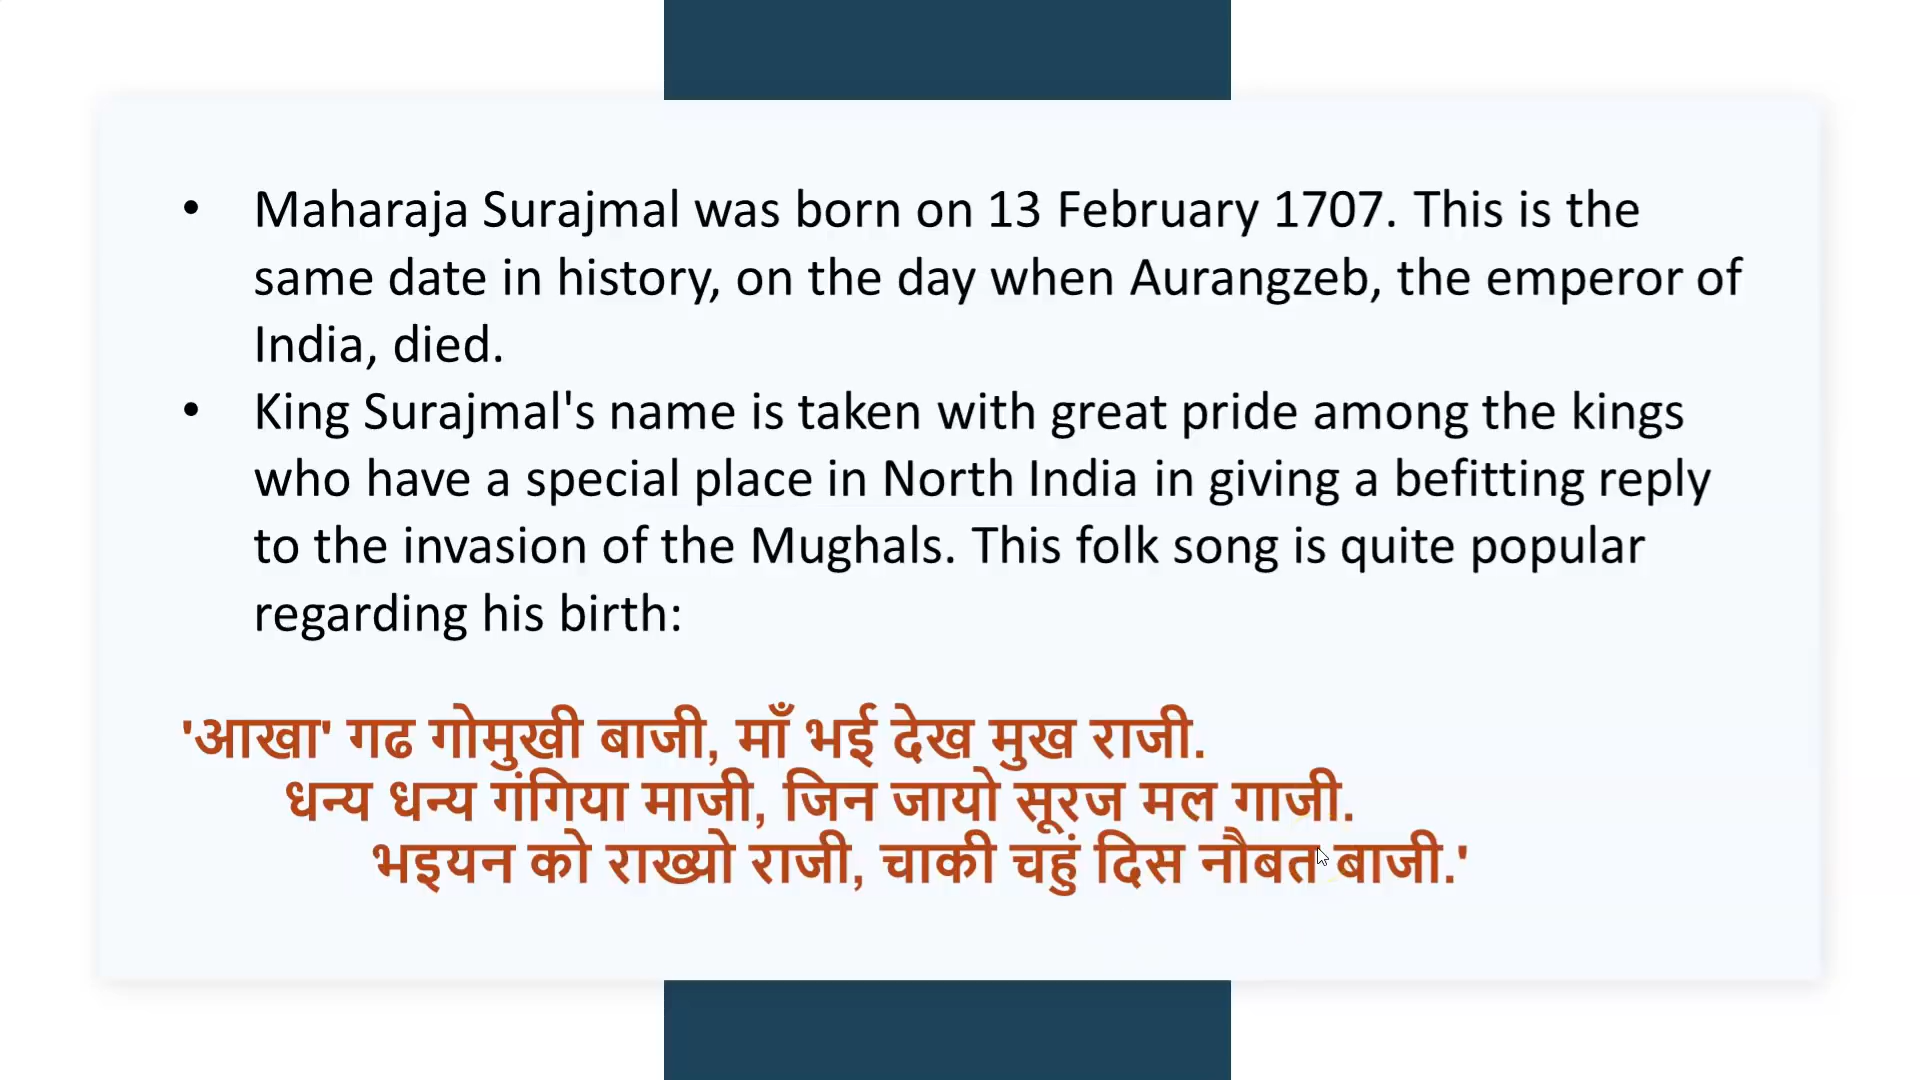 • Maharaja Surajmal was born on 13 February 1707. This is the
same date in history, on the day when Aurangzeb, the emperor of
India, died.
• King Surajmal's name is taken with great pride among the kings
who have a special place in North India in giving a befitting reply
to the invasion of the Mughals. This folk song is quite popular
regarding his birth:
'आखा' गढ गोमुखी बाजी, माँ भई देख मुख राजी.
धन्य धन्य गंगिया माजी, जिन जायो सूरज मल गाजी.
भइयन को राख्यो राजी, चाकी चहुं दिस नौबत बाजी.'